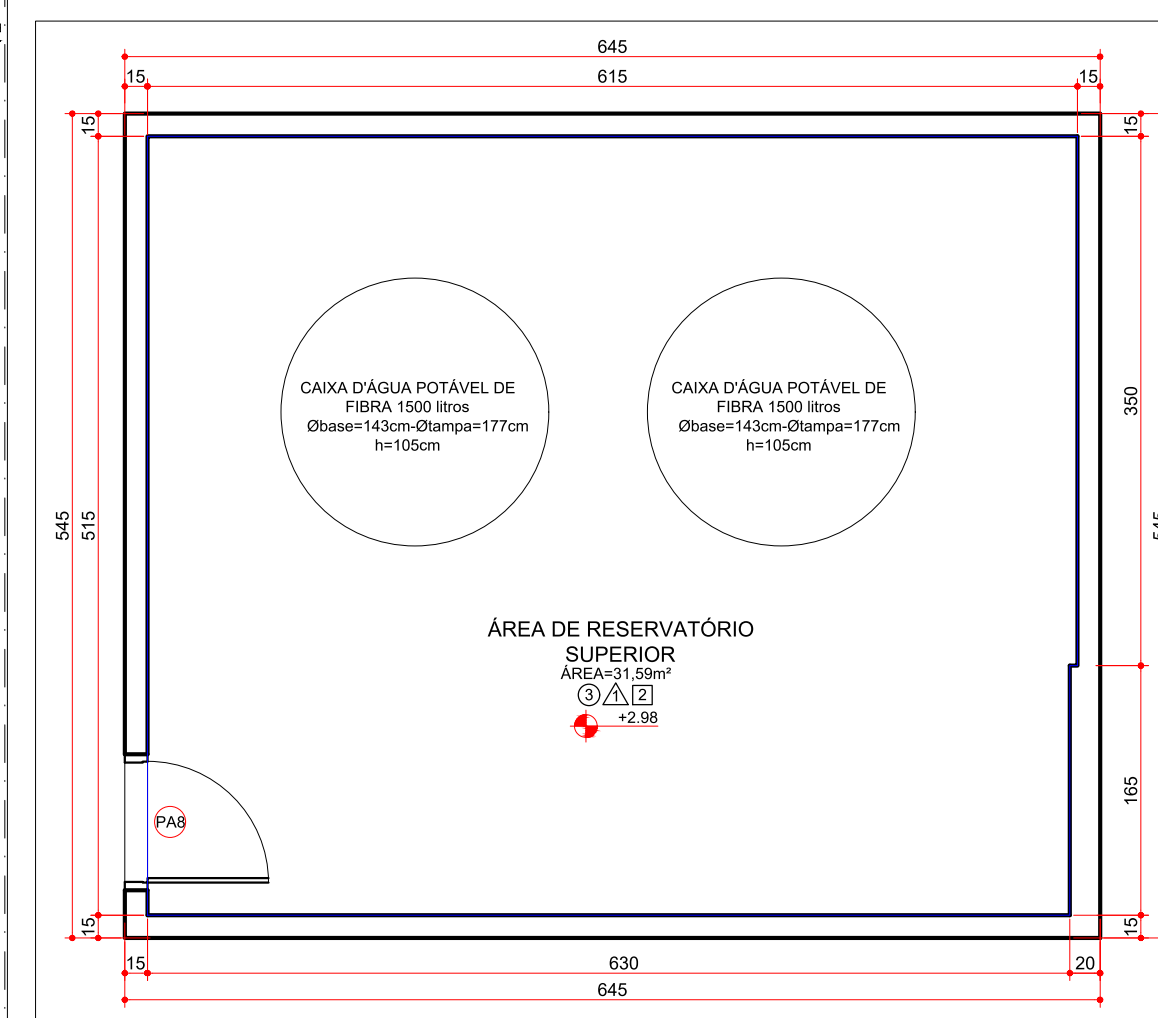 645
15
615
15
15
15
CAIXA D'ÁGUA POTÁVEL DE
FIBRA 1500 litros
Øbase=143cm-Øtampa=177cm
h=105cm
CAIXA D'ÁGUA POTÁVEL DE
FIBRA 1500 litros
Øbase=143cm-Øtampa=177cm
h=105cm
350
545
515
ÁREA DE RESERVATÓRIO
SUPERIOR
ÁREA=31,59m²
3 1 2
+2.98
165
PA8
15
15
15
630
20
645